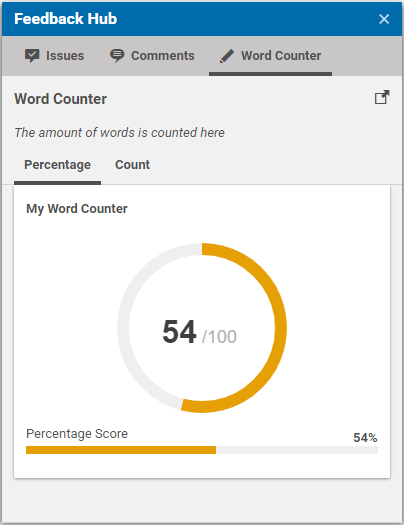 Feedback Hub
Issues Comments Word Counter
Word Counter
The amount of words is counted here
Percentage Count
My Word Counter
54 /100
Percentage Score 54%